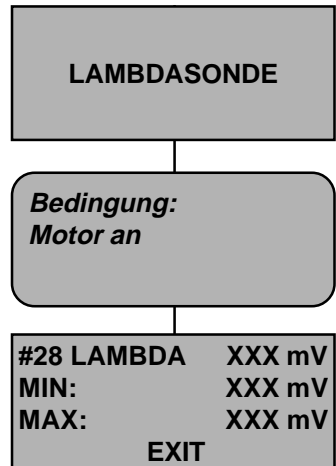 LAMBDASONDE
Bedingung:
Motor an
#28 LAMBDA XXX mV
MIN: XXX mV
MAX: XXX mV
EXIT